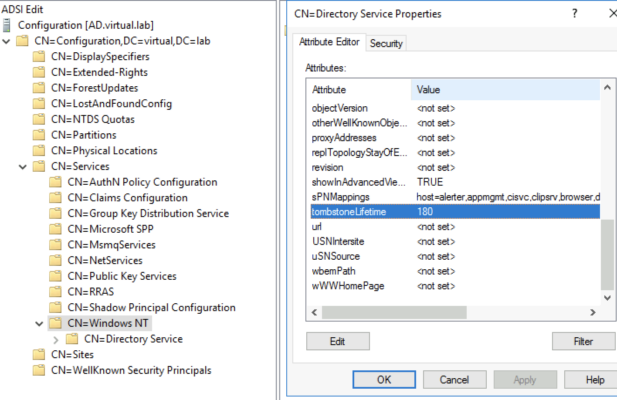 ADSI Edit
Configuration [AD.virtual.lab]
CN=Configuration,DC=virtual,DC=lab
CN=DisplaySpecifiers
CN=Extended-Rights
CN=ForestUpdates
CN=LostAndFoundConfig
CN=NTDS Quotas
CN=Partitions
CN=Physical Locations
CN=Services
CN=AuthN Policy Configuration
CN=Claims Configuration
CN=Group Key Distribution Service
CN=Microsoft SPP
CN=MsmqServices
CN=NetServices
CN=Public Key Services
CN=RRAS
CN=Shadow Principal Configuration
CN=Windows NT
CN=Directory Service
CN=Sites
CN=WellKnown Security Principals
CN=Directory Service Properties
?
Attribute Editor Security
Attributes:
Attribute Value
objectVersion <not set>
otherWellKnownObje... <not set>
proxyAddresses <not set>
replTopologyStayOfE... <not set>
revision <not set>
showInAdvancedVie... TRUE
sPNMappings host=alerter,appmgmt,cisvc,clipsrv,browser,d
tombstoneLifetime 180
url <not set>
USNIntersite <not set>
uSNSource <not set>
wbemPath <not set>
wWWHomePage <not set>
Edit Filter
OK Cancel Apply Help